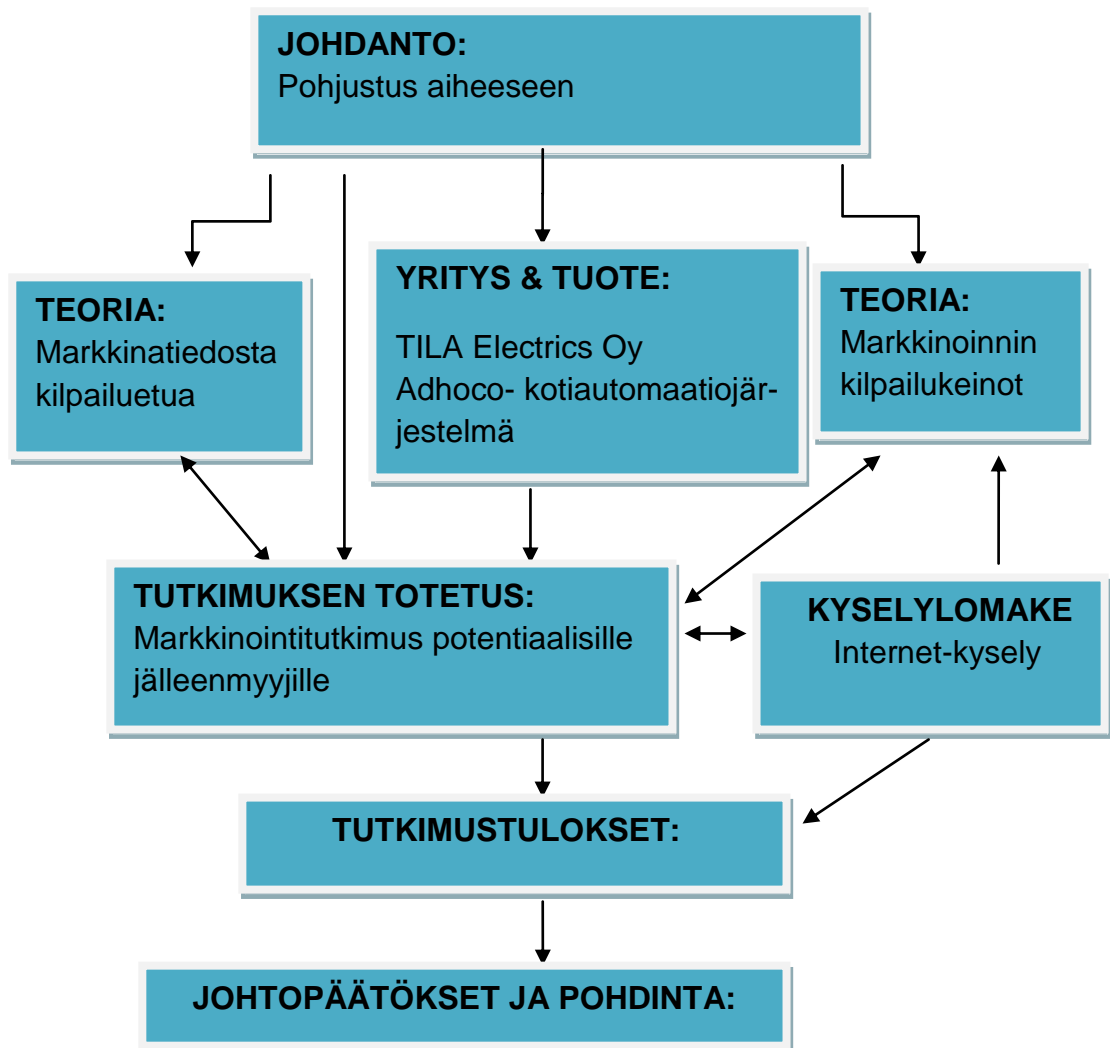 JOHDANTO:
Pohjustus aiheeseen
TEORIA:
Markkinatiedosta
kilpailuetua
YRITYS & TUOTE:
TILA Electrics Oy
Adhoco- kotiautomaatiojär-
jestelmä
TEORIA:
Markkinoinnin
kilpailukeinot
TUTKIMUKSEN TOTETUS:
Markkinointitutkimus potentiaalisille
jälleenmyyjille
KYSELYLOMAKE
Internet-kysely
TUTKIMUSTULOKSET:
JOHTOPÄÄTÖKSET JA POHDINTA: